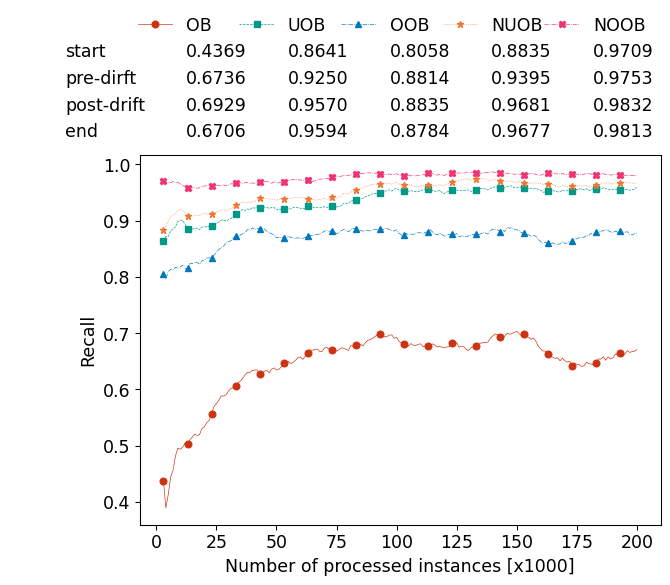 OB UOB OOB NUOB NOOB
start 0.4369 0.8641 0.8058 0.8835 0.9709
pre-dirft 0.6736 0.9250 0.8814 0.9395 0.9753
post-drift 0.6929 0.9570 0.8835 0.9681 0.9832
end 0.6706 0.9594 0.8784 0.9677 0.9813
1.0
0.9
0.8
0.7
0.6
0.5
0.4
Recall
0 25 50 75 100 125 150 175 200
Number of processed instances [x1000]